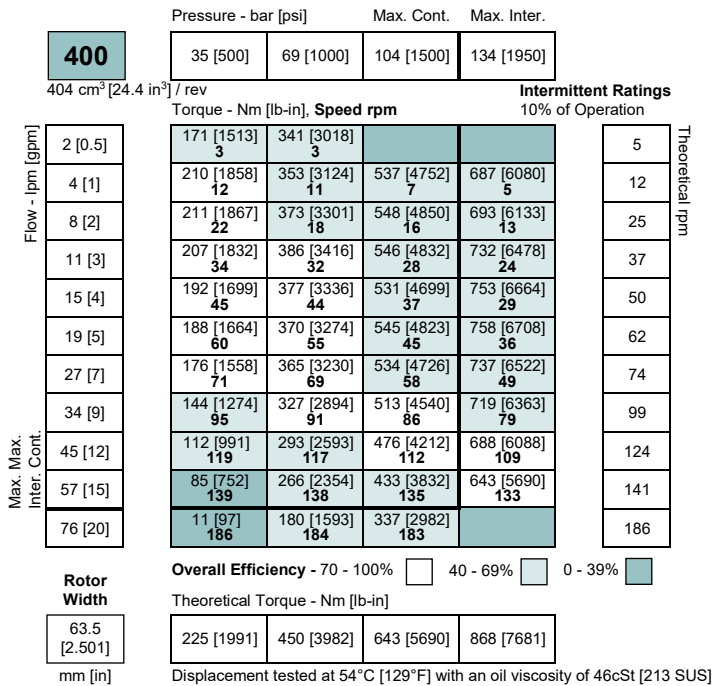 Pressure - bar [psi] Max. Cont. Max. Inter.
400 35 [500] 69 [1000] 104 [1500] 134 [1950]
404 cm³ [24.4 in³] / rev
Intermittent Ratings
Torque - Nm [lb-in], Speed rpm 10% of Operation
Flow - lpm [gpm]
Theoretical rpm
2 [0.5] 171 [1513] 341 [3018] 5
3 3
4 [1] 210 [1858] 353 [3124] 537 [4752] 687 [6080] 12
12 11 7 5
8 [2] 211 [1867] 373 [3301] 548 [4850] 693 [6133] 25
22 18 16 13
11 [3] 207 [1832] 386 [3416] 546 [4832] 732 [6478] 37
34 32 28 24
15 [4] 192 [1699] 377 [3336] 531 [4699] 753 [6664] 50
45 44 37 29
19 [5] 188 [1664] 370 [3274] 545 [4823] 758 [6708] 62
60 55 45 36
27 [7] 176 [1558] 365 [3230] 534 [4726] 737 [6522] 74
71 69 58 49
34 [9] 144 [1274] 327 [2894] 513 [4540] 719 [6363] 99
95 91 86 79
Max. Max.
Inter. Cont.
45 [12] 112 [991] 293 [2593] 476 [4212] 688 [6088] 124
119 117 112 109
57 [15] 85 [752] 266 [2354] 433 [3832] 643 [5690] 141
139 138 135 133
76 [20] 11 [97] 180 [1593] 337 [2982] 186
186 184 183
Overall Efficiency - 70 - 100% 40 - 69% 0 - 39%
Rotor
Width
Theoretical Torque - Nm [lb-in]
63.5
[2.501]
225 [1991] 450 [3982] 643 [5690] 868 [7681]
mm [in] Displacement tested at 54°C [129°F] with an oil viscosity of 46cSt [213 SUS]